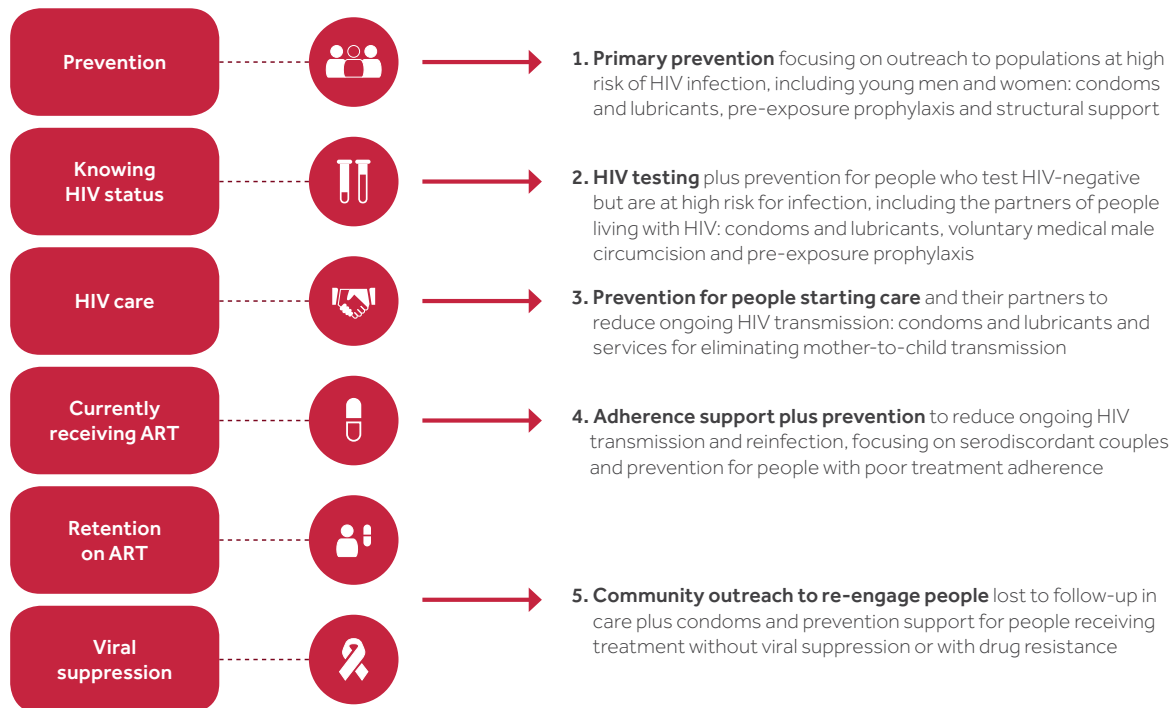 Prevention
1. Primary prevention focusing on outreach to populations at high
risk of HIV infection, including young men and women: condoms
and lubricants, pre-exposure prophylaxis and structural support
Knowing
HIV status
2. HIV testing plus prevention for people who test HIV-negative
but are at high risk for infection, including the partners of people
living with HIV: condoms and lubricants, voluntary medical male
circumcision and pre-exposure prophylaxis
HIV care
3. Prevention for people starting care and their partners to
reduce ongoing HIV transmission: condoms and lubricants and
services for eliminating mother-to-child transmission
Currently
receiving ART
4. Adherence support plus prevention to reduce ongoing HIV
transmission and reinfection, focusing on serodiscordant couples
and prevention for people with poor treatment adherence
Retention
on ART
Viral
suppression
5. Community outreach to re-engage people lost to follow-up in
care plus condoms and prevention support for people receiving
treatment without viral suppression or with drug resistance